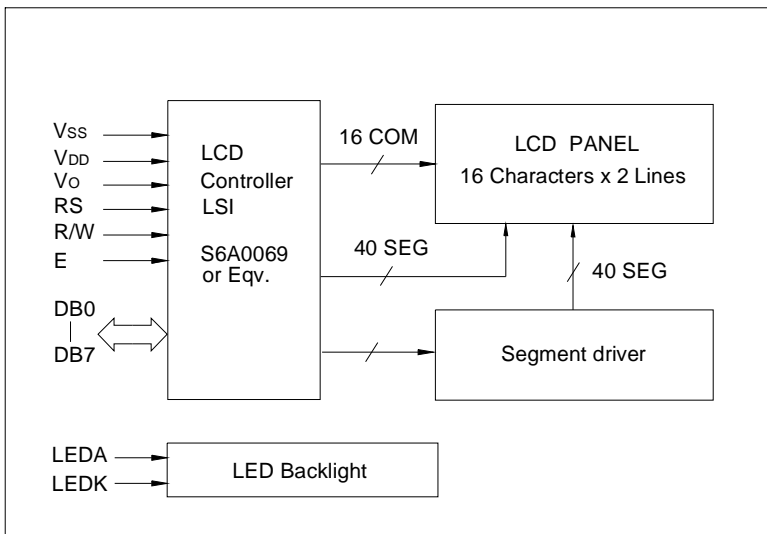 VSS
VDD
VO
RS
R/W
E
DB0
DB7
LCD
Controller
LSI
S6A0069
or Eqv.
16 COM
LCD PANEL
16 Characters x 2 Lines
40 SEG
40 SEG
Segment driver
LEDA
LEDK
LED Backlight